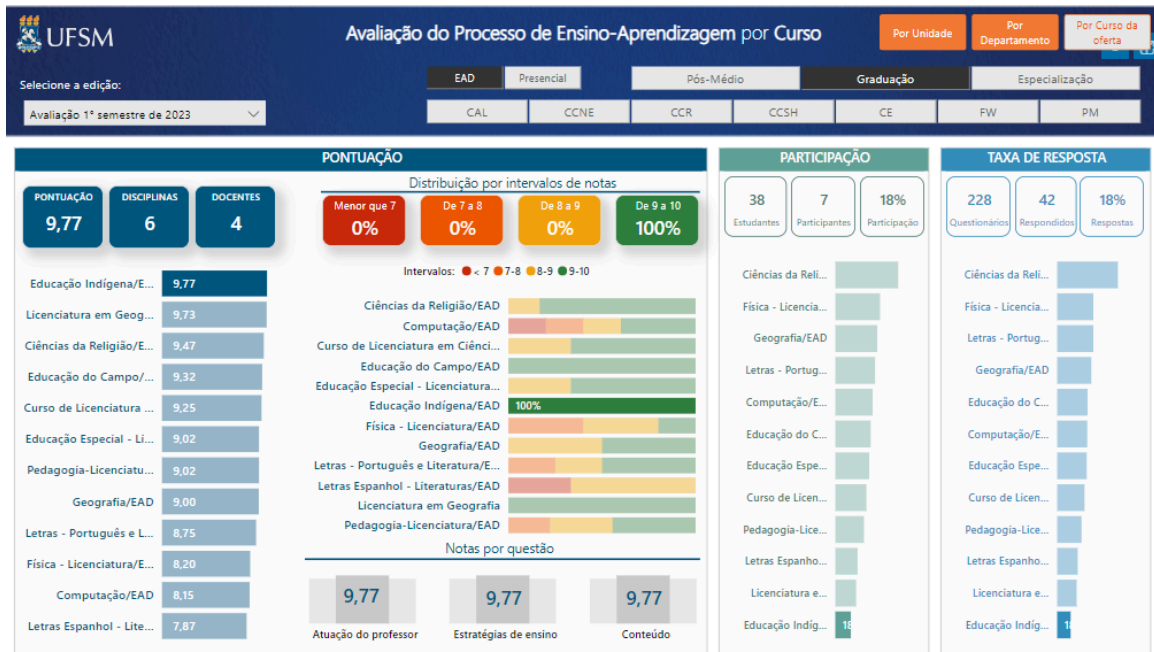 UFSM
Avaliação do Processo de Ensino-Aprendizagem por Curso
Por Unidade
Por Departamento
Por Curso da oferta
Selecione a edição:
Avaliação 1º semestre de 2023
EAD
Presencial
Pós-Médio
Graduação
Especialização
CAL
CCNE
CCR
CCSH
CE
FW
PM
PONTUAÇÃO
PONTUAÇÃO
9,77
DISCIPLINAS
6
DOCENTES
4
Educação Indígena/E... 9,77
Licenciatura em Geog... 9,73
Ciências da Religião/E... 9,47
Educação do Campo/... 9,32
Curso de Licenciatura ... 9,25
Educação Especial - Li... 9,02
Pedagogia-Licenciatu... 9,02
Geografia/EAD 9,00
Letras - Português e L... 8,75
Física - Licenciatura/E... 8,20
Computação/EAD 8,15
Letras Espanhol - Lite... 7,87
Distribuição por intervalos de notas
Menor que 7
0%
De 7 a 8
0%
De 8 a 9
0%
De 9 a 10
100%
Intervalos: < 7 7-8 8-9 9-10
Ciências da Religião/EAD
Computação/EAD
Curso de Licenciatura em Ciênci...
Educação do Campo/EAD
Educação Especial - Licenciatura...
Educação Indígena/EAD 100%
Física - Licenciatura/EAD
Geografia/EAD
Letras - Português e Literatura/E...
Letras Espanhol - Literaturas/EAD
Licenciatura em Geografia
Pedagogia-Licenciatura/EAD
Notas por questão
9,77
Atuação do professor
9,77
Estratégias de ensino
9,77
Conteúdo
PARTICIPAÇÃO
38
Estudantes
7
Participantes
18%
Participação
Ciências da Reli...
Física - Licencia...
Geografia/EAD
Letras - Portug...
Computação/E...
Educação do C...
Educação Espe...
Curso de Licen...
Pedagogia-Lice...
Letras Espanho...
Licenciatura e...
Educação Indíg...
TAXA DE RESPOSTA
228
Questionários
42
Respondidos
18%
Respostas
Ciências da Reli...
Física - Licencia...
Letras - Portug...
Geografia/EAD
Educação do C...
Computação/E...
Educação Espe...
Curso de Licen...
Pedagogia-Lice...
Letras Espanho...
Licenciatura e...
Educação Indíg...